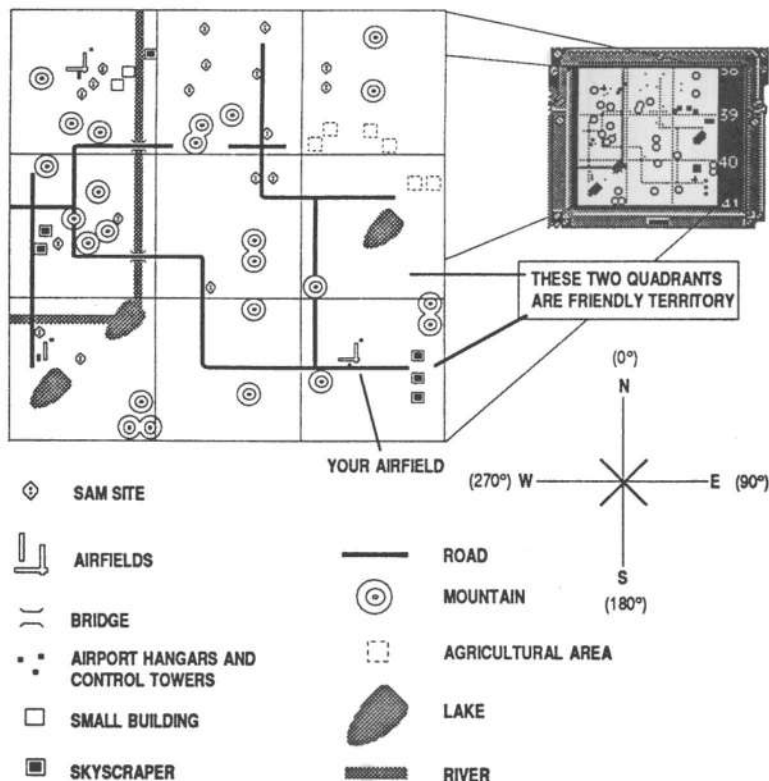 38
39
40
41
THESE TWO QUADRANTS
ARE FRIENDLY TERRITORY
YOUR AIRFIELD
(0°)
N
(270°) W
E (90°)
S
(180°)
SAM SITE
AIRFIELDS
BRIDGE
AIRPORT HANGARS AND
CONTROL TOWERS
SMALL BUILDING
SKYSCRAPER
ROAD
MOUNTAIN
AGRICULTURAL AREA
LAKE
RIVER